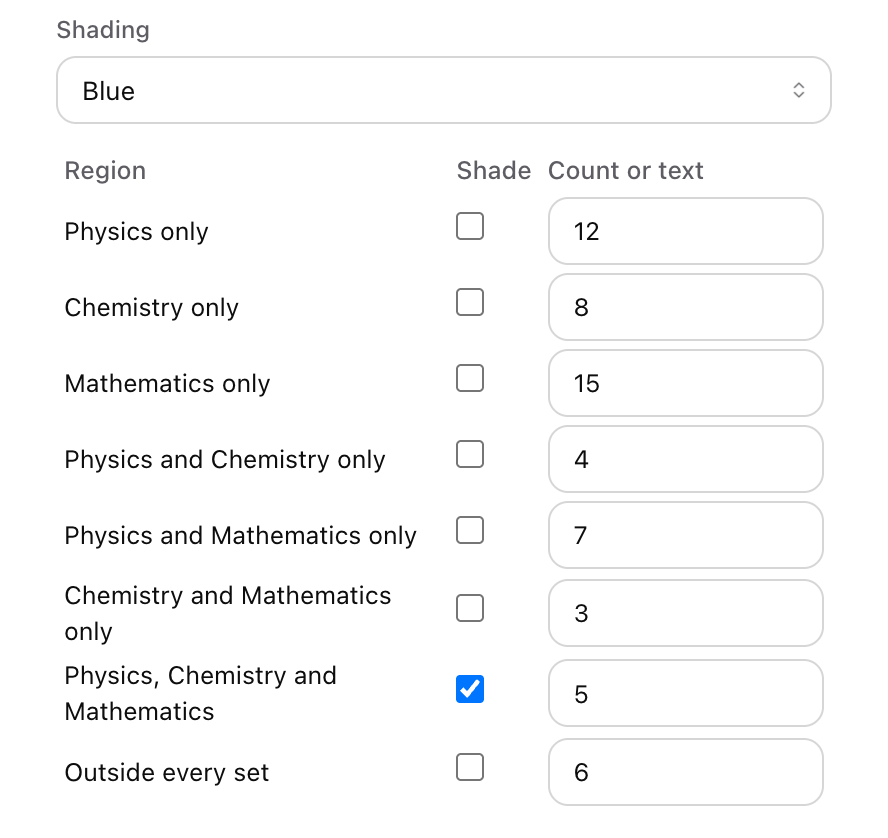 Shading
Blue
Region Shade Count or text
Physics only 12
Chemistry only 8
Mathematics only 15
Physics and Chemistry only 4
Physics and Mathematics only 7
Chemistry and Mathematics
only 3
Physics, Chemistry and
Mathematics 5
Outside every set 6